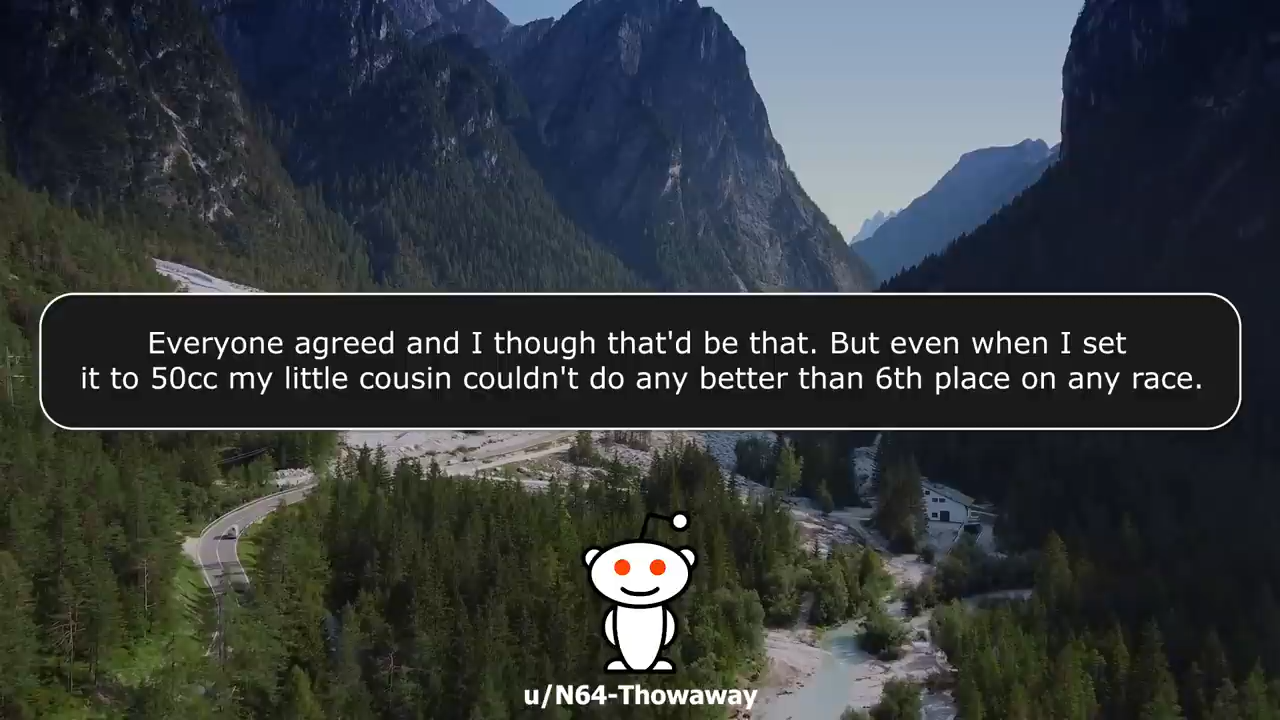 Everyone agreed and I though that'd be that. But even when I set
it to 50cc my little cousin couldn't do any better than 6th place on any race.
u/N64-Thowaway